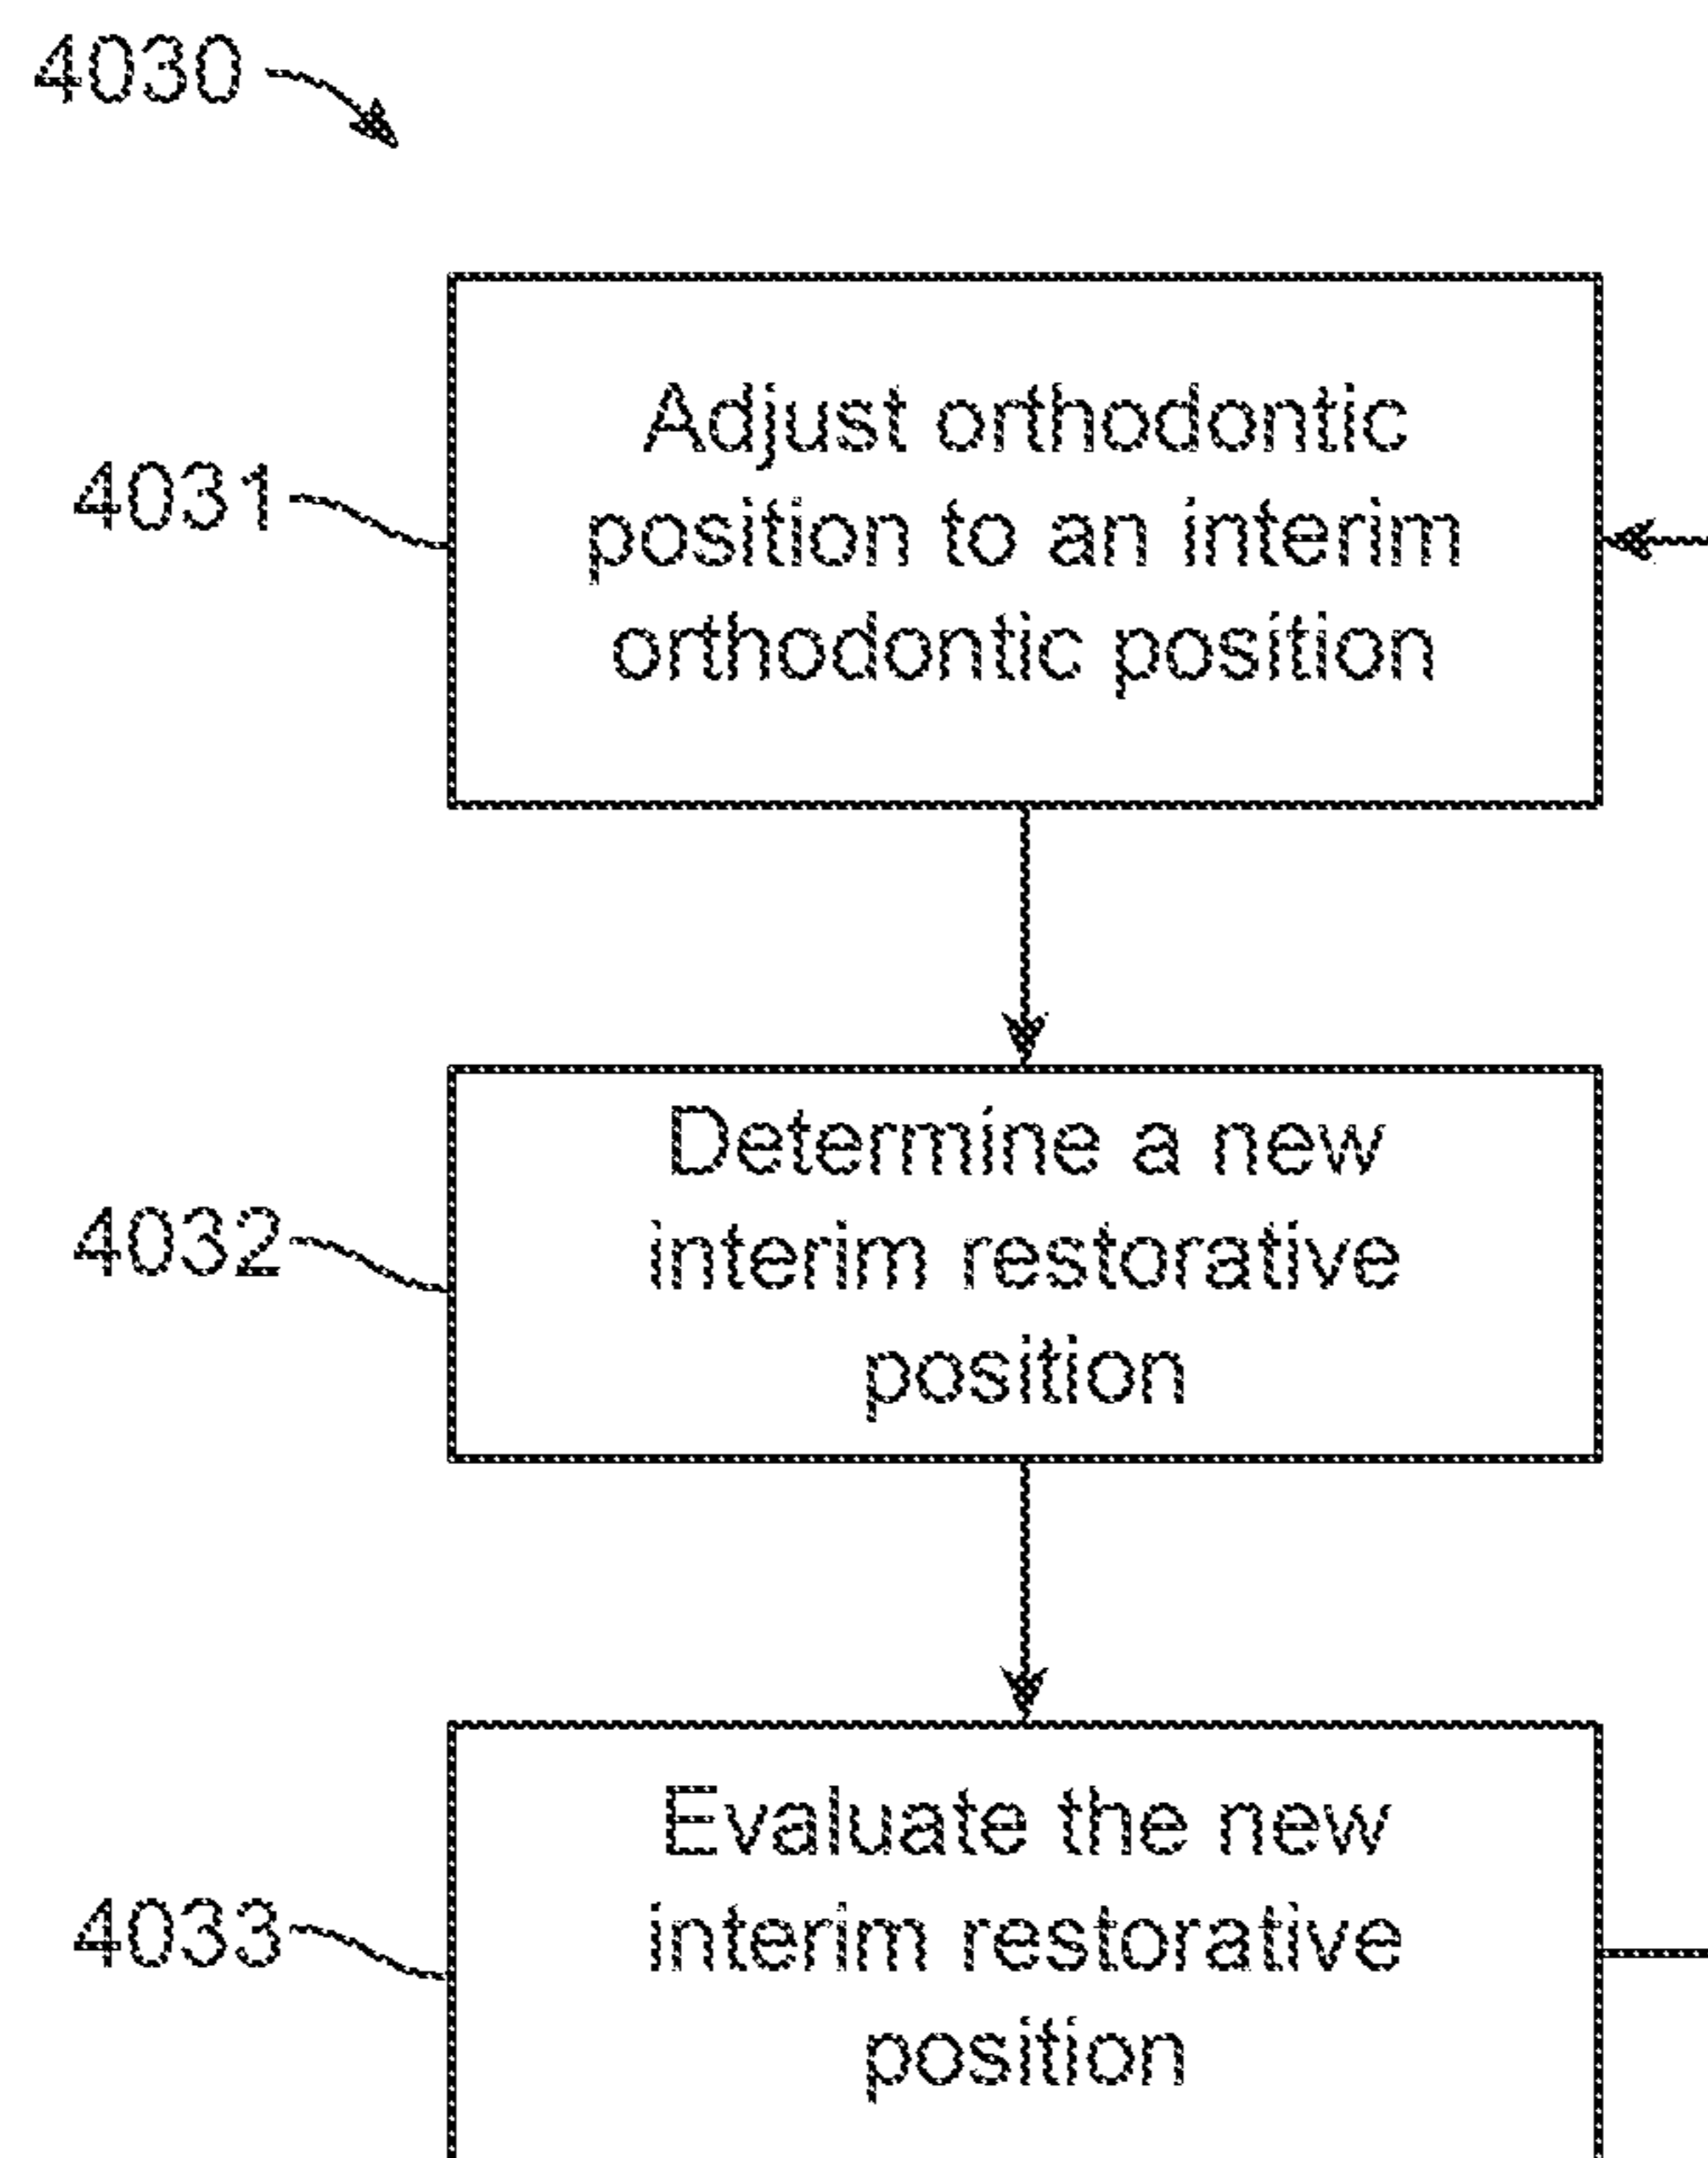 4030
4031
Adjust orthodontic
position to an interim
orthodontic position
4032
Determine a new
interim restorative
position
4033
Evaluate the new
interim restorative
position